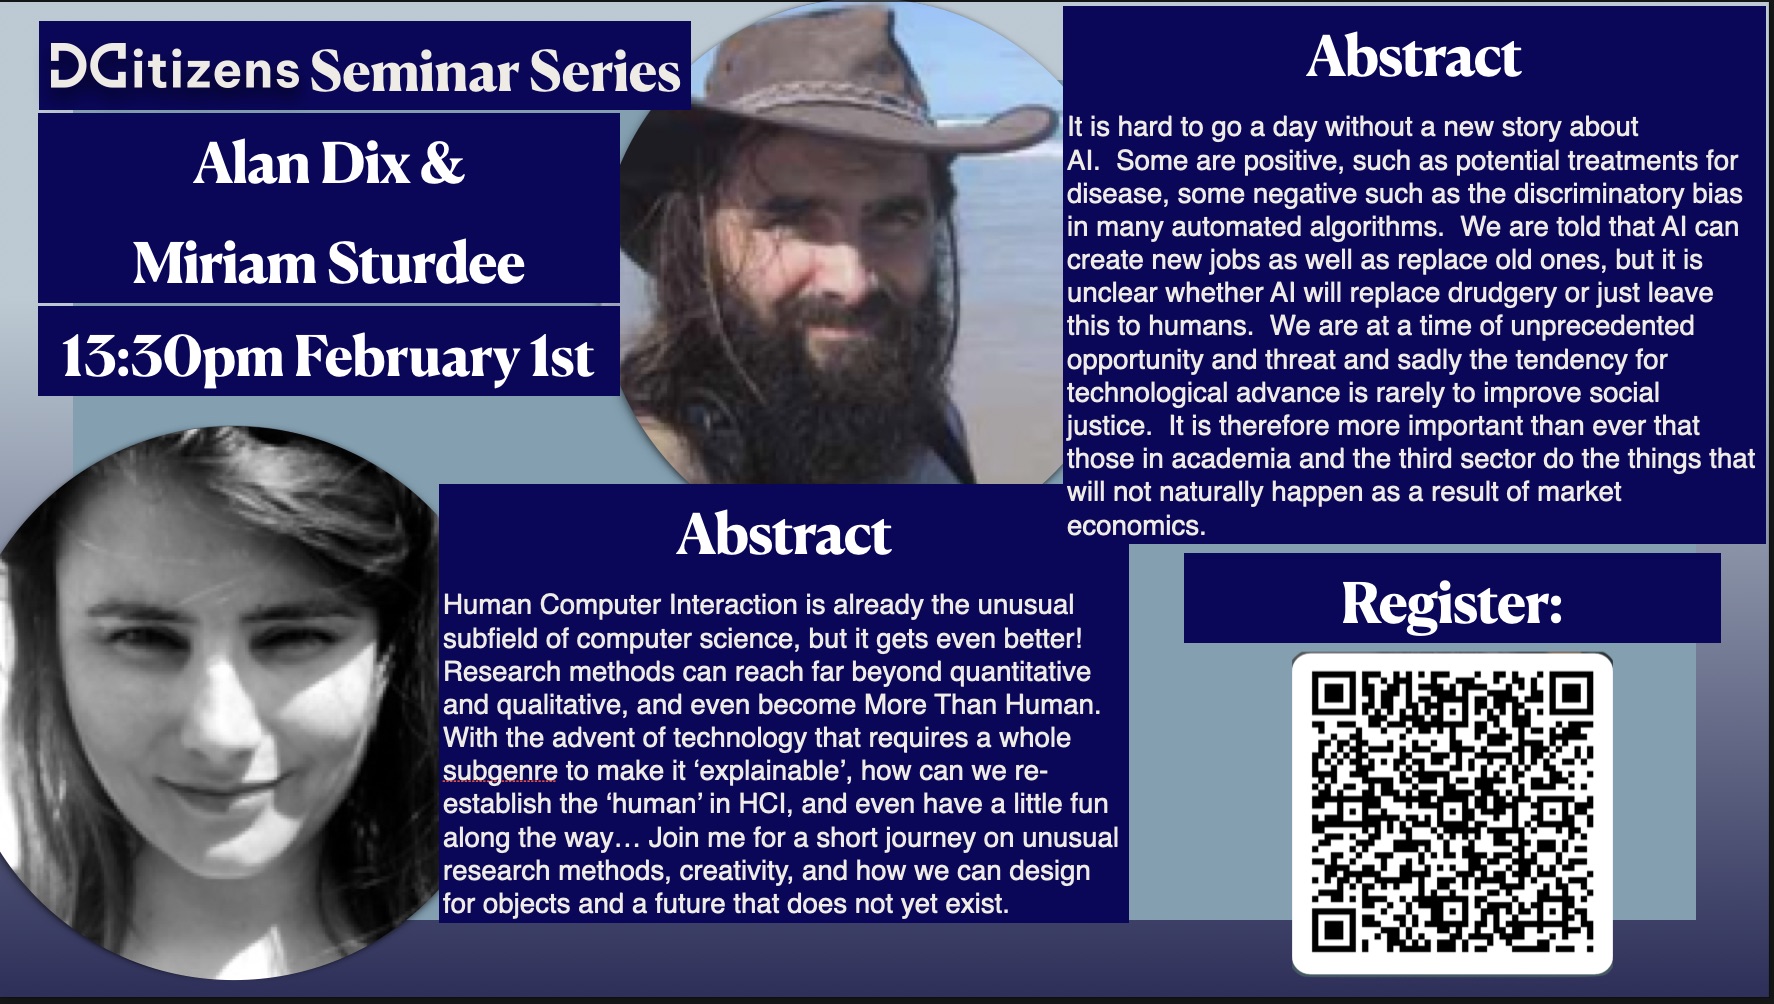 DCitizens Seminar Series
Alan Dix &
Miriam Sturdee
13:30pm February 1st
Abstract
It is hard to go a day without a new story about
AI.  Some are positive, such as potential treatments for
disease, some negative such as the discriminatory bias
in many automated algorithms.  We are told that AI can
create new jobs as well as replace old ones, but it is
unclear whether AI will replace drudgery or just leave
this to humans.  We are at a time of unprecedented
opportunity and threat and sadly the tendency for
technological advance is rarely to improve social
justice.  It is therefore more important than ever that
those in academia and the third sector do the things that
will not naturally happen as a result of market
economics.
Abstract
Human Computer Interaction is already the unusual
subfield of computer science, but it gets even better!
Research methods can reach far beyond quantitative
and qualitative, and even become More Than Human.
With the advent of technology that requires a whole
subgenre to make it ‘explainable’, how can we re-
establish the ‘human’ in HCI, and even have a little fun
along the way… Join me for a short journey on unusual
research methods, creativity, and how we can design
for objects and a future that does not yet exist.
Register: